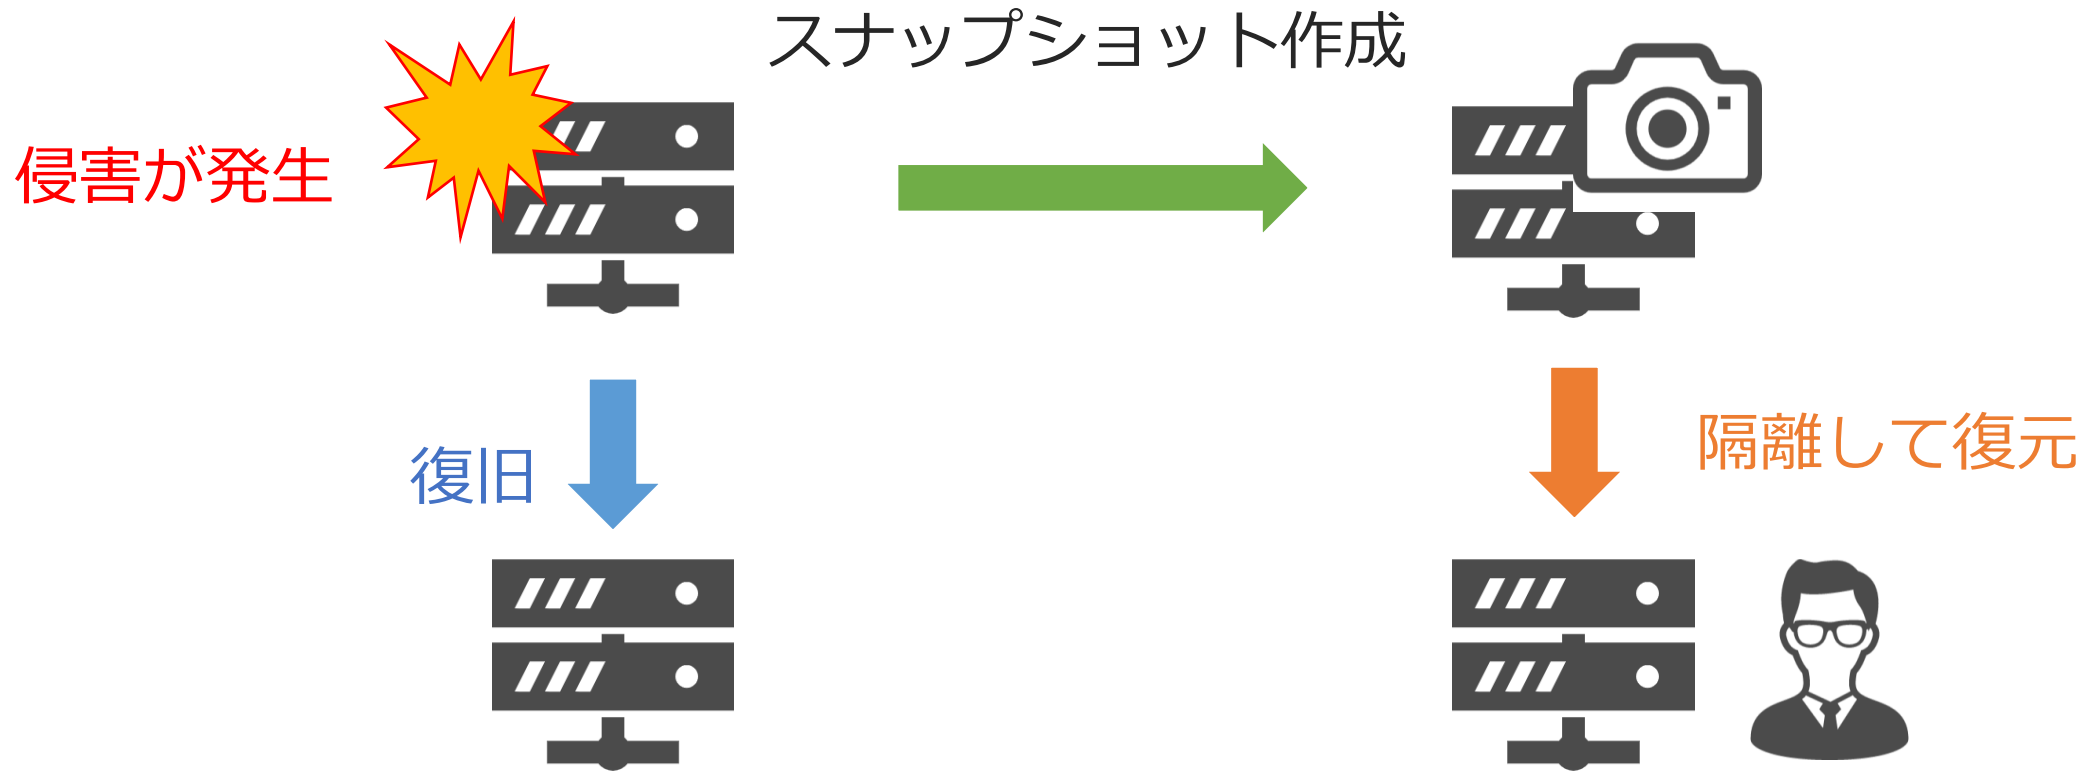 スナップショット作成
侵害が発生
復旧
隔離して復元